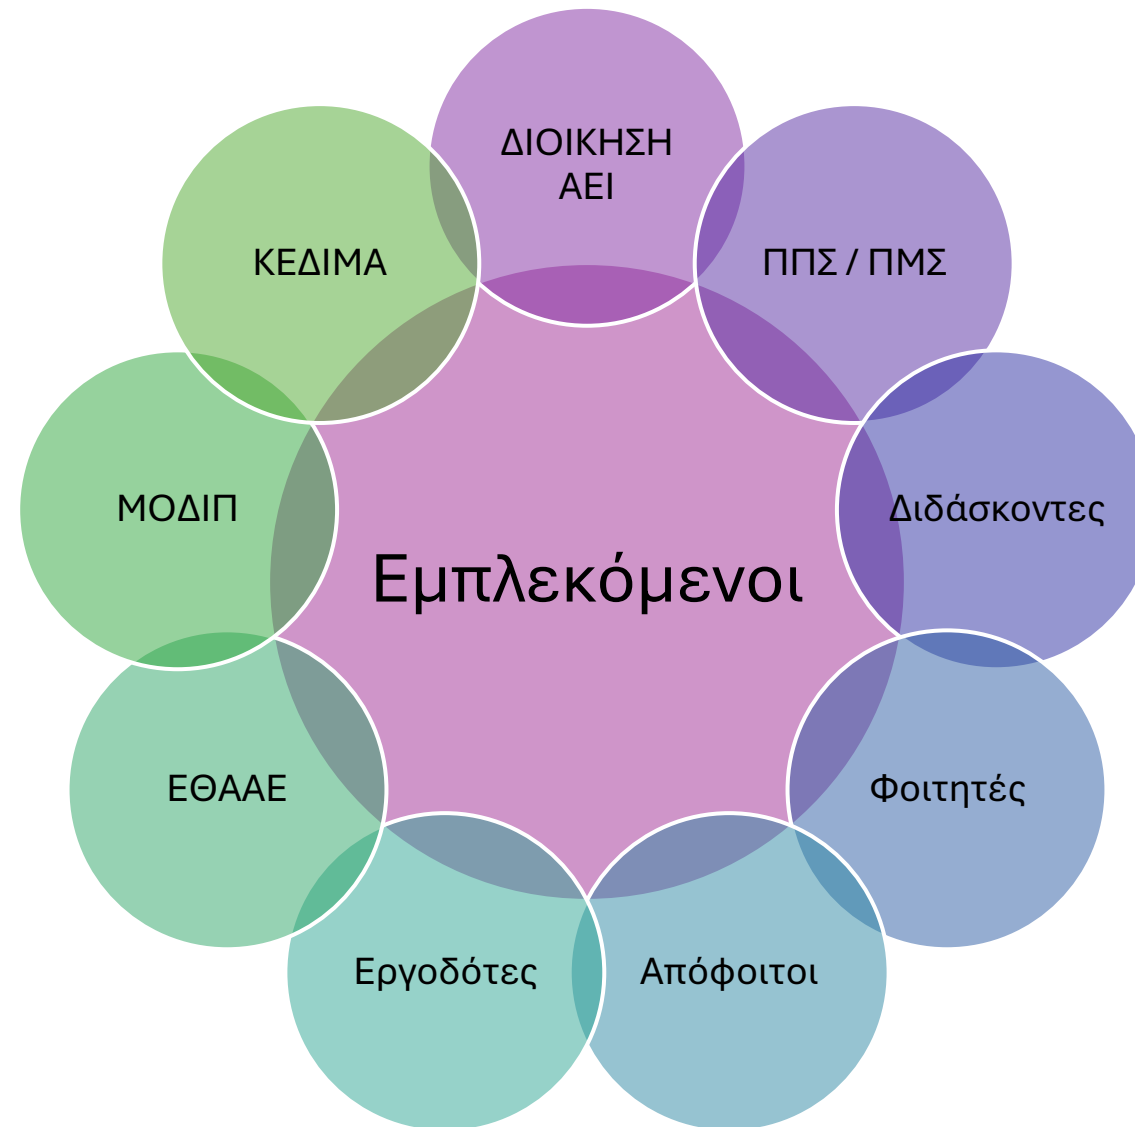 ΔΙΟΙΚΗΣΗ
ΑΕΙ
ΠΠΣ / ΠΜΣ
Διδάσκοντες
Φοιτητές
Απόφοιτοι
Εργοδότες
ΕΘΑΑΕ
ΜΟΔΙΠ
ΚΕΔΙΜΑ
Εμπλεκόμενοι